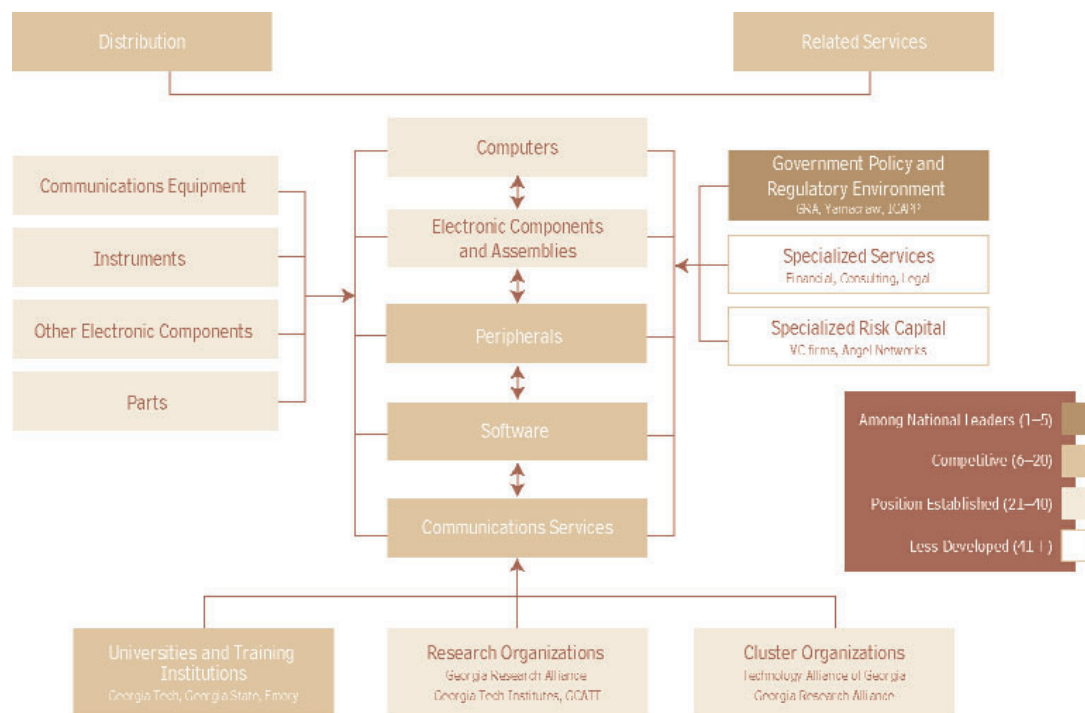 Distribution
Related Services
Computers
Government Policy and
Regulatory Environment
GRA, Yamacraw, ICAPP
Communications Equipment
Electronic Components
and Assemblies
Specialized Services
Financial, Consulting, Legal
Instruments
Specialized Risk Capital
VC firms, Angel Networks
Other Electronic Components
Peripherals
Parts
Software
Among National Leaders (1–5)
Competitive (6–20)
Position Established (21–40)
Less Developed (41+)
Communications Services
Universities and Training
Institutions
Georgia Tech, Georgia State, Emory
Research Organizations
Georgia Research Alliance
Georgia Tech Institutes, GCATT
Cluster Organizations
Technology Alliance of Georgia
Georgia Research Alliance